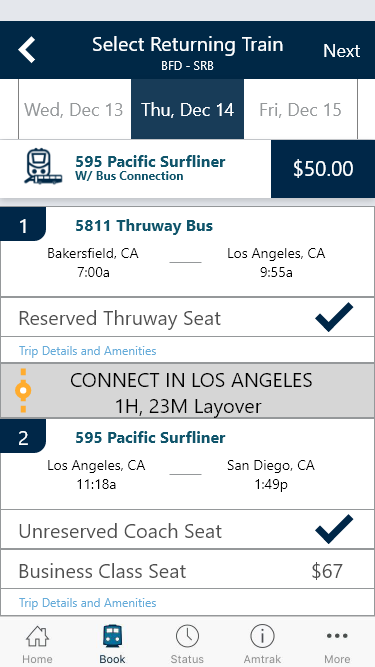 Select Returning Train
Next
BFD - SRB
Wed, Dec 13
Thu, Dec 14
Fri, Dec 15
595 Pacific Surfliner
W/ Bus Connection
$50.00
1
5811 Thruway Bus
Bakersfield, CA
Los Angeles, CA
7:00a
9:55a
Reserved Thruway Seat
Trip Details and Amenities
CONNECT IN LOS ANGELES
1H, 23M Layover
2
595 Pacific Surfliner
Los Angeles, CA
San Diego, CA
11:18a
1:49p
Unreserved Coach Seat
Business Class Seat
$67
Trip Details and Amenities
Home
Book
Status
Amtrak
More